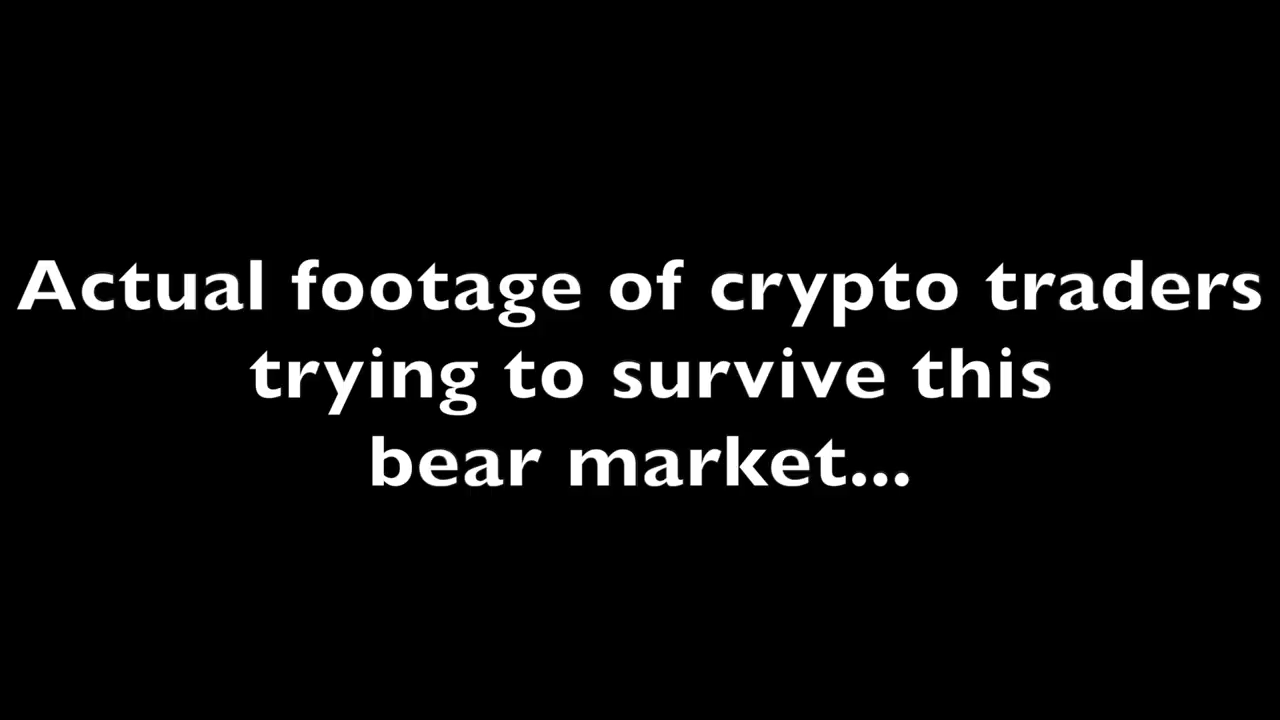 Actual footage of crypto traders
trying to survive this
bear market...